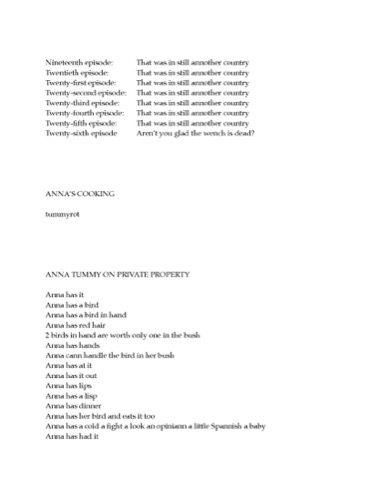 Nineteenth episode: That was in still annother country
Twentieth episode: That was in still annother country
Twenty-first episode: That was in still annother country
Twenty-second episode: That was in still annother country
Twenty-third episode: That was in still annother country
Twenty-fourth episode: That was in still annother country
Twenty-fifth episode: That was in still annother country
Twenty-sixth episode Aren't you glad the wench is dead?
ANNA'S COOKING
tummyrot
ANNA TUMMY ON PRIVATE PROPERTY
Anna has it
Anna has a bird
Anna has a bird in hand
Anna has red hair
2 birds in hand are worth only one in the bush
Anna has hands
Anna cann handle the bird in her bush
Anna has at it
Anna has it out
Anna has lips
Anna has a lisp
Anna has dinner
Anna has her bird and eats it too
Anna has a cold a fight a look an opiniann a little Spannish a baby
Anna has had it